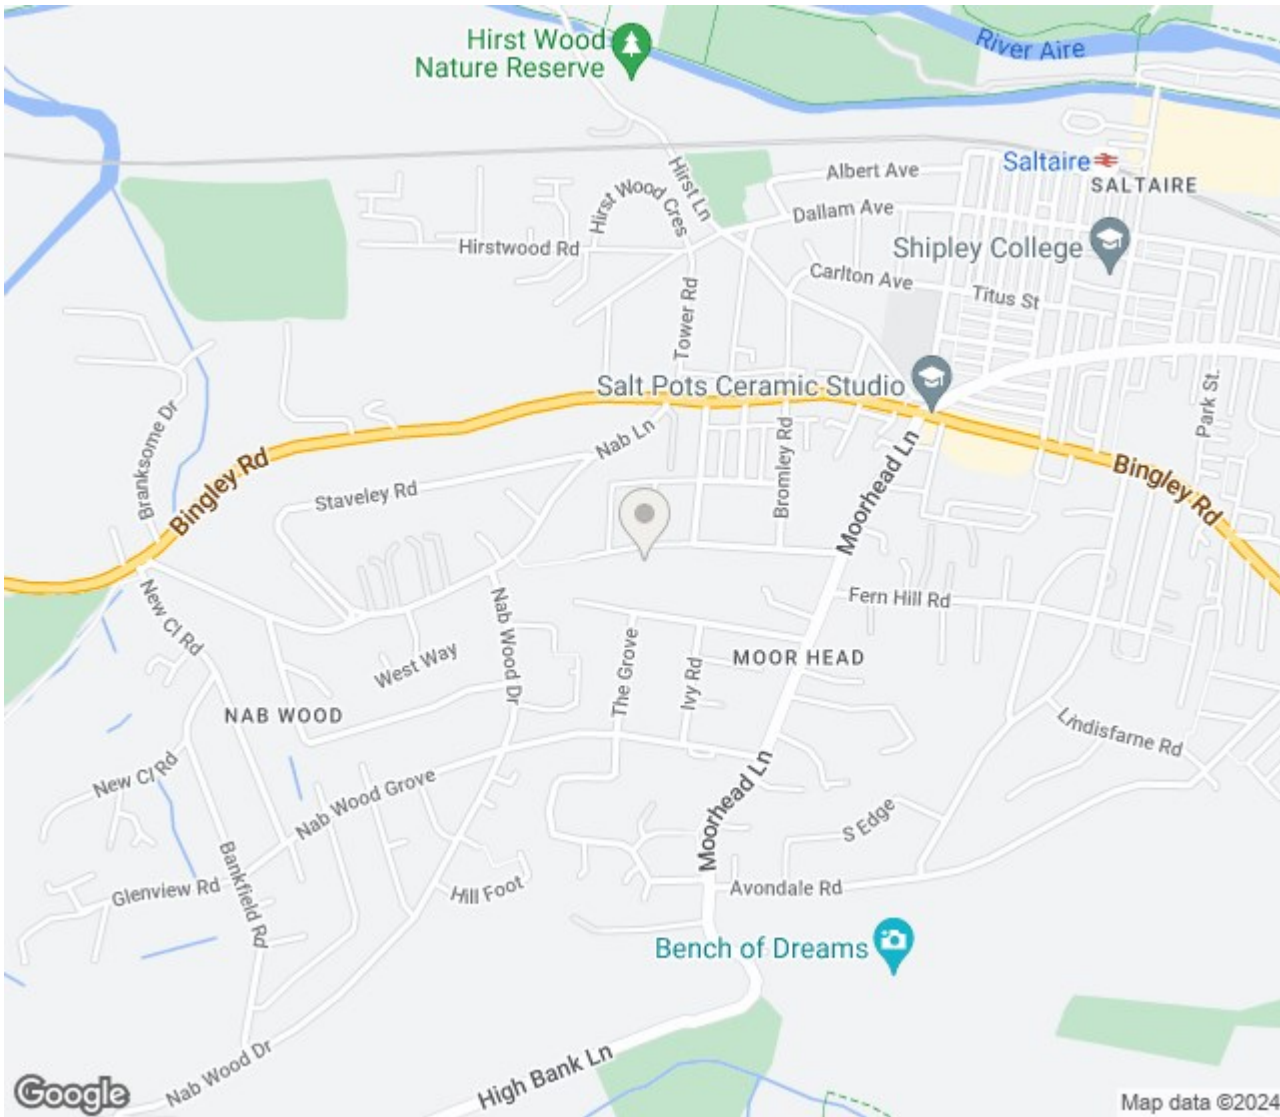 Hirst Wood
Nature Reserve
River Aire
Saltaire
SALTAIRE
Albert Ave
Hirst Ln
Hirst Wood Cres
Dallam Ave
Hirstwood Rd
Shipley College
Carlton Ave
Titus St
Tower Rd
Salt Pots Ceramic Studio
Park St.
Branksome Dr
Bingley Rd
Nab Ln
Bromley Rd
Moorhead Ln
Bingley Rd
Staveley Rd
New Cl Rd
Nab Wood Dr
Fern Hill Rd
West Way
The Grove
Ivy Rd
MOOR HEAD
NAB WOOD
Lindisfarne Rd
New Cl Rd
Nab Wood Grove
Moorhead Ln
S Edge
Glenview Rd
Bankfield Rd
Hill Foot
Avondale Rd
Bench of Dreams
Nab Wood Dr
High Bank Ln
Google
Map data ©2024